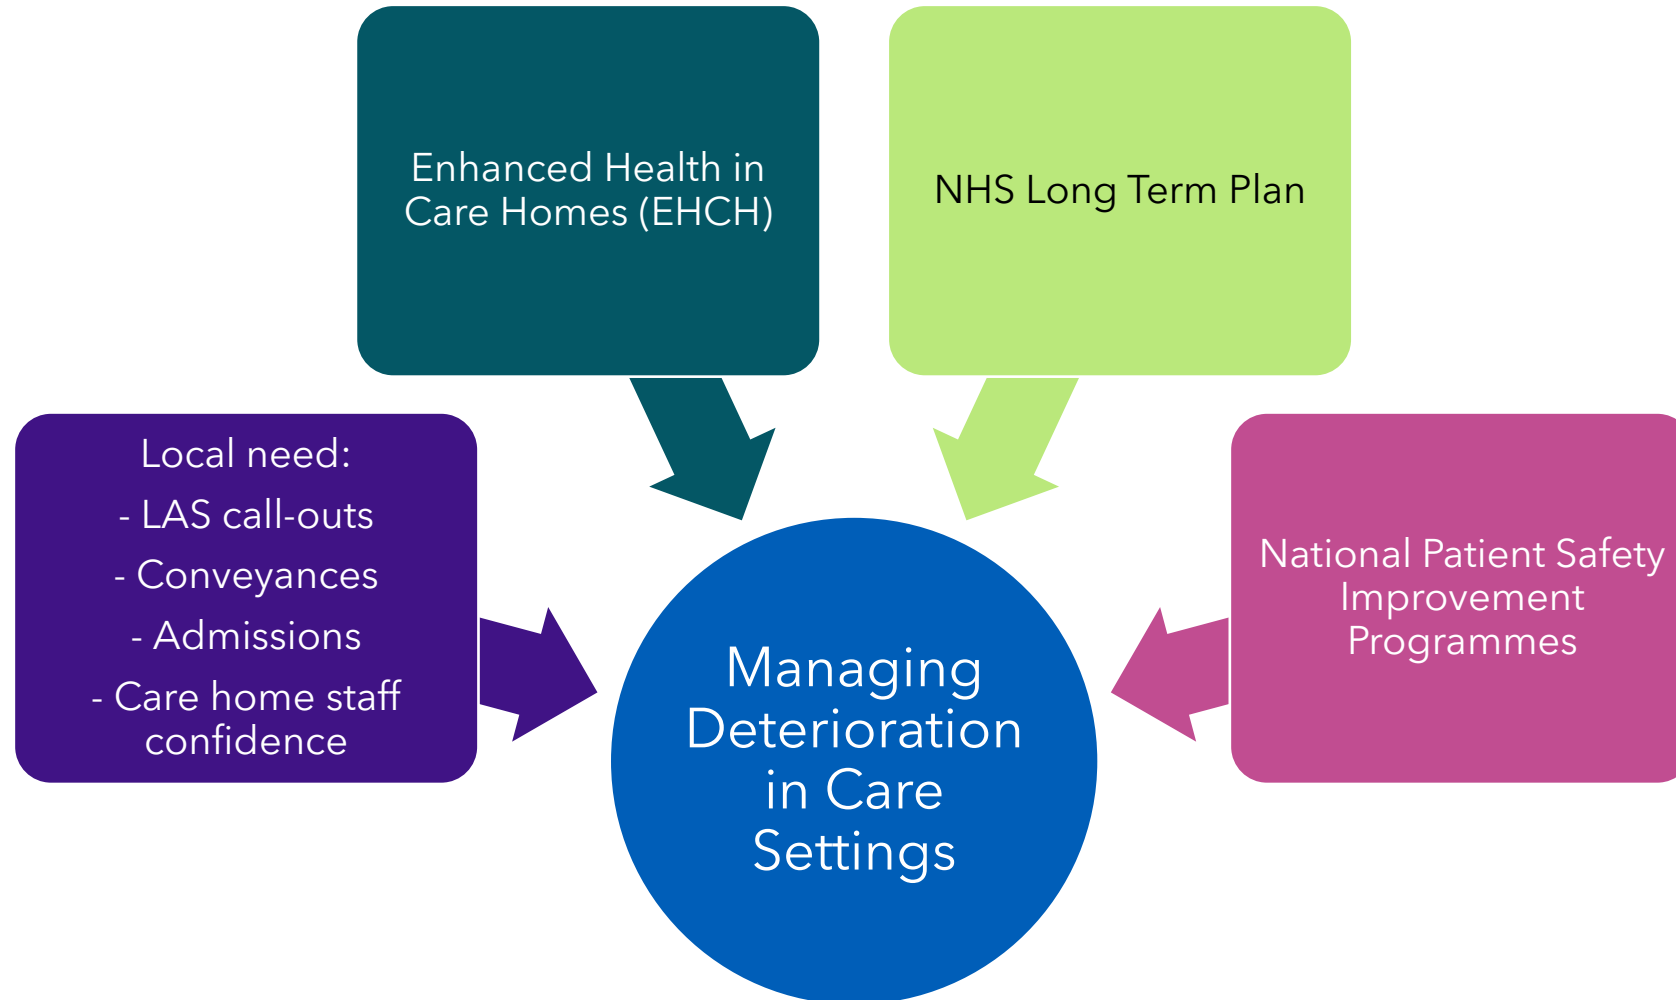 Enhanced Health in
Care Homes (EHCH)
NHS Long Term Plan
Local need:
- LAS call-outs
- Conveyances
- Admissions
- Care home staff
confidence
National Patient Safety
Improvement
Programmes
Managing
Deterioration
in Care
Settings